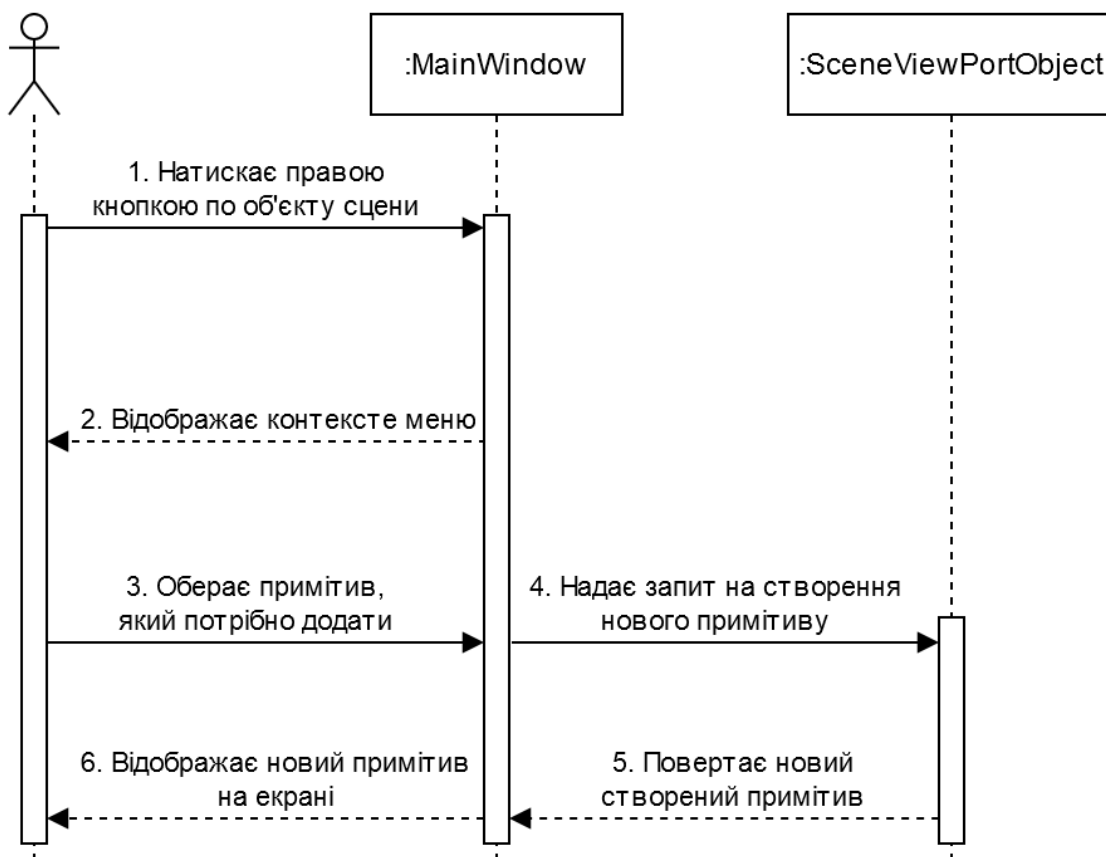 :MainWindow
:SceneViewPortObject
1. Натискає правою
кнопкою по об'єкту сцени
2. Відображає контексте меню
3. Оберає примітив,
який потрібно додати
4. Надає запит на створення
нового примітиву
5. Повертає новий
створений примітив
6. Відображає новий примітив
на екрані